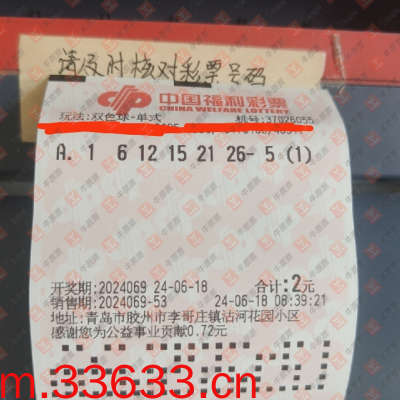 请及时核对彩票号码
中国福利彩票
CHINA WELFARE LOTTERY
玩法:双色球-单式 机号:37026055
A. 1 6 12 15 21 26- 5 (1)
开奖期:2024069 24-06-18 合计:2元
销售期:2024069-53 24-06-18 08:39:21
地址:青岛市胶州市李哥庄镇沽河花园小区
感谢您为公益事业贡献0.72元
m.33633.cn